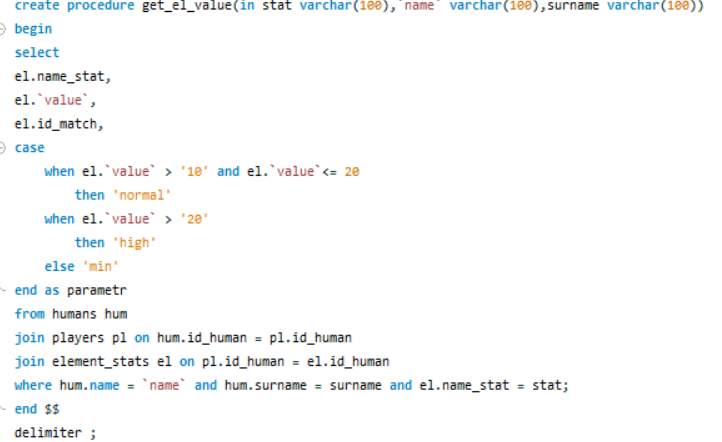 create procedure get_el_value(in stat varchar(100),`name` varchar(100),surname varchar(100))
begin
select
el.name_stat,
el.`value`,
el.id_match,
case
when el.`value` > '10' and el.`value`<= 20
then 'normal'
when el.`value` > '20'
then 'high'
else 'min'
end as parametr
from humans hum
join players pl on hum.id_human = pl.id_human
join element_stats el on pl.id_human = el.id_human
where hum.name = `name` and hum.surname = surname and el.name_stat = stat;
end $$
delimiter ;